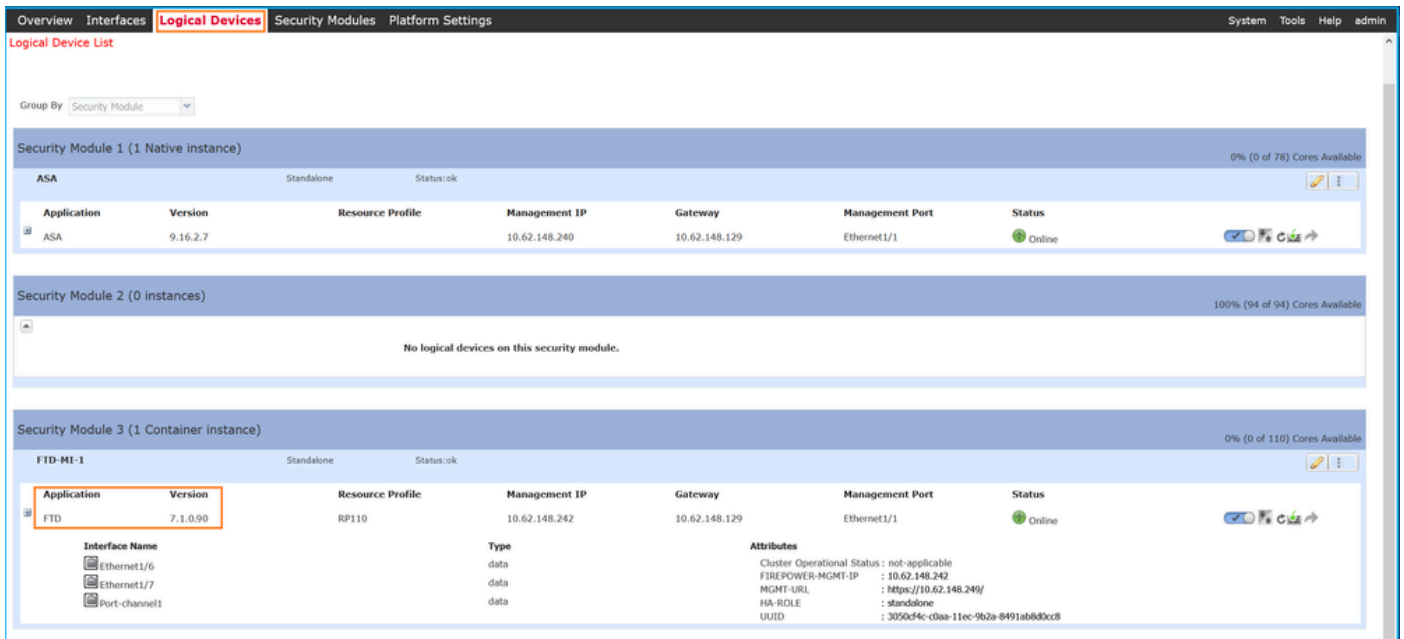 Overview Interfaces Logical Devices Security Modules Platform Settings System Tools Help admin
Logical Device List
Group By Security Module
Security Module 1 (1 Native instance) 0% (0 of 78) Cores Available
ASA Standalone Status:ok
Application Version Resource Profile Management IP Gateway Management Port Status
ASA 9.16.2.7 10.62.148.240 10.62.148.129 Ethernet1/1 Online
Security Module 2 (0 instances) 100% (94 of 94) Cores Available
No logical devices on this security module.
Security Module 3 (1 Container instance) 0% (0 of 110) Cores Available
FTD-MI-1 Standalone Status:ok
Application Version Resource Profile Management IP Gateway Management Port Status
FTD 7.1.0.90 RP110 10.62.148.242 10.62.148.129 Ethernet1/1 Online
Interface Name Type Attributes
Ethernet1/6 data Cluster Operational Status : not-applicable
FIREPOWER-MGMT-IP : 10.62.148.242
Ethernet1/7 data MGMT-URL : https://10.62.148.249/
Port-channel1 data HA-ROLE : standalone
UUID : 3050cf4c-c0aa-11ec-9b2a-8491ab8d0cc8